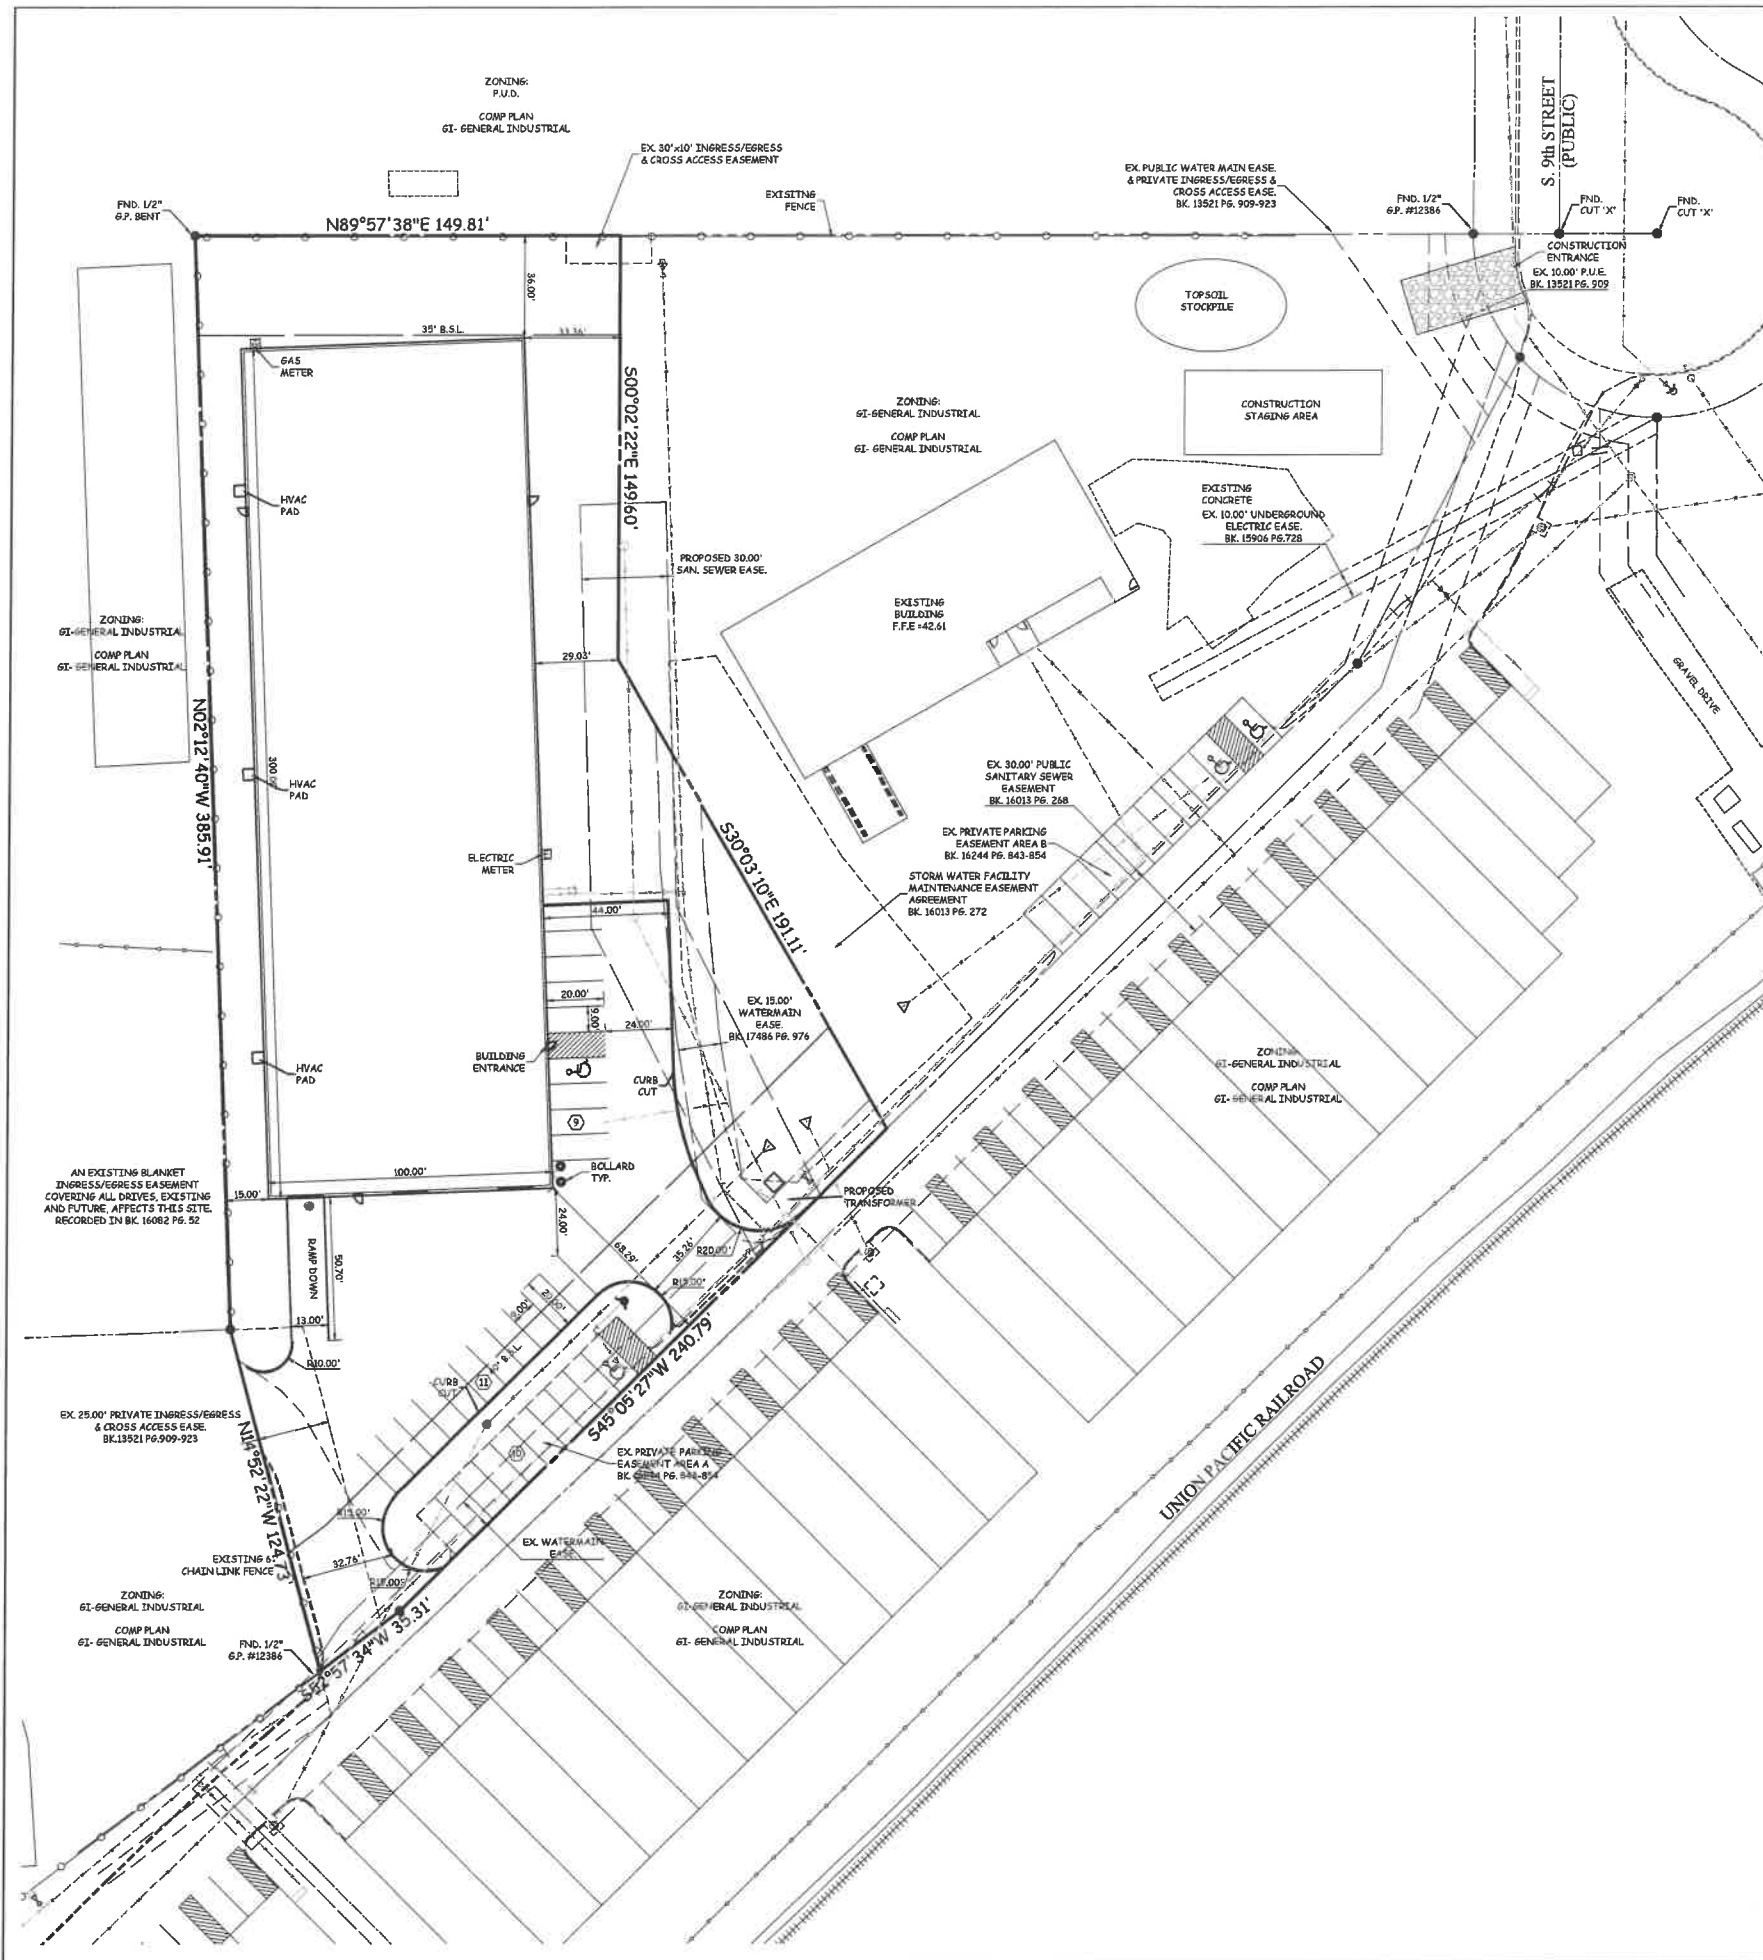 ZONING:
P.U.D.
COMP PLAN
GI- GENERAL INDUSTRIAL
EX. 30'x10' INGRESS/EGRESS
& CROSS ACCESS EASEMENT
EXISITNG
FENCE
EX. PUBLIC WATER MAIN EASE.
& PRIVATE INGRESS/EGRESS &
CROSS ACCESS EASE.
BK. 13521 PG. 909-923
S. 9th STREET
(PUBLIC)
FND. 1/2"
G.P. BENT
N89°57'38"E 149.81'
FND. 1/2"
G.P. #12386
FND.
CUT 'X'
FND.
CUT 'X'
CONSTRUCTION
ENTRANCE
EX. 10.00' P.U.E.
BK. 13521 PG. 909
36.00'
TOPSOIL
STOCKPILE
35' B.S.L.
GAS
METER
S00°02'22"E 149.60'
ZONING:
GI-GENERAL INDUSTRIAL
COMP PLAN
GI- GENERAL INDUSTRIAL
CONSTRUCTION
STAGING AREA
HVAC
PAD
EXISTING
CONCRETE
EX. 10.00' UNDERGROUND
ELECTRIC EASE.
BK. 15906 PG.728
PROPOSED 30.00'
SAN. SEWER EASE.
EXISTING
BUILDING
F.F.E =42.61
ZONING:
GI-GENERAL INDUSTRIAL
COMP PLAN
GI- GENERAL INDUSTRIAL
29.03'
GRAVEL DRIVE
N02°12'40"W 385.91'
HVAC
PAD
EX. 30.00' PUBLIC
SANITARY SEWER
EASEMENT
BK. 16013 PG. 268
S30°03'10"E 191.11'
EX. PRIVATE PARKING
EASEMENT AREA B
BK. 16244 PG. 843-854
ELECTRIC
METER
STORM WATER FACILITY
MAINTENANCE EASEMENT
AGREEMENT
BK. 16013 PG. 272
44.00'
20.00'
9.00'
24.00'
EX. 15.00'
WATERMAIN
EASE.
BK. 17486 PG. 976
BUILDING
ENTRANCE
HVAC
PAD
CURB
CUT
ZONING:
GI-GENERAL INDUSTRIAL
COMP PLAN
GI- GENERAL INDUSTRIAL
9
AN EXISTING BLANKET
INGRESS/EGRESS EASEMENT
COVERING ALL DRIVES, EXISTING
AND FUTURE, AFFECTS THIS SITE.
RECORDED IN BK. 16082 PG. 52
100.00'
15.00'
BOLLARD
TYP.
PROPOSED
TRANSFORMER
24.00'
RAMP DOWN
50.70'
68.29'
35.26'
R20.00'
R15.00'
13.00'
9.00'
R10.00'
CURB
CUT
11
S45°05'27"W 240.79'
UNION PACIFIC RAILROAD
EX. 25.00' PRIVATE INGRESS/EGRESS
& CROSS ACCESS EASE.
BK.13521 PG.909-923
N14°52'22"W 124.73'
EX. PRIVATE PARKING
EASEMENT AREA A
10
R15.00'
EX. WATERMAIN
EASE.
EXISTING 6'
CHAIN LINK FENCE
32.76'
ZONING:
GI-GENERAL INDUSTRIAL
COMP PLAN
GI- GENERAL INDUSTRIAL
ZONING:
GI-GENERAL INDUSTRIAL
COMP PLAN
GI- GENERAL INDUSTRIAL
FND. 1/2"
G.P. #12386
S52°57'34"W 35.31'